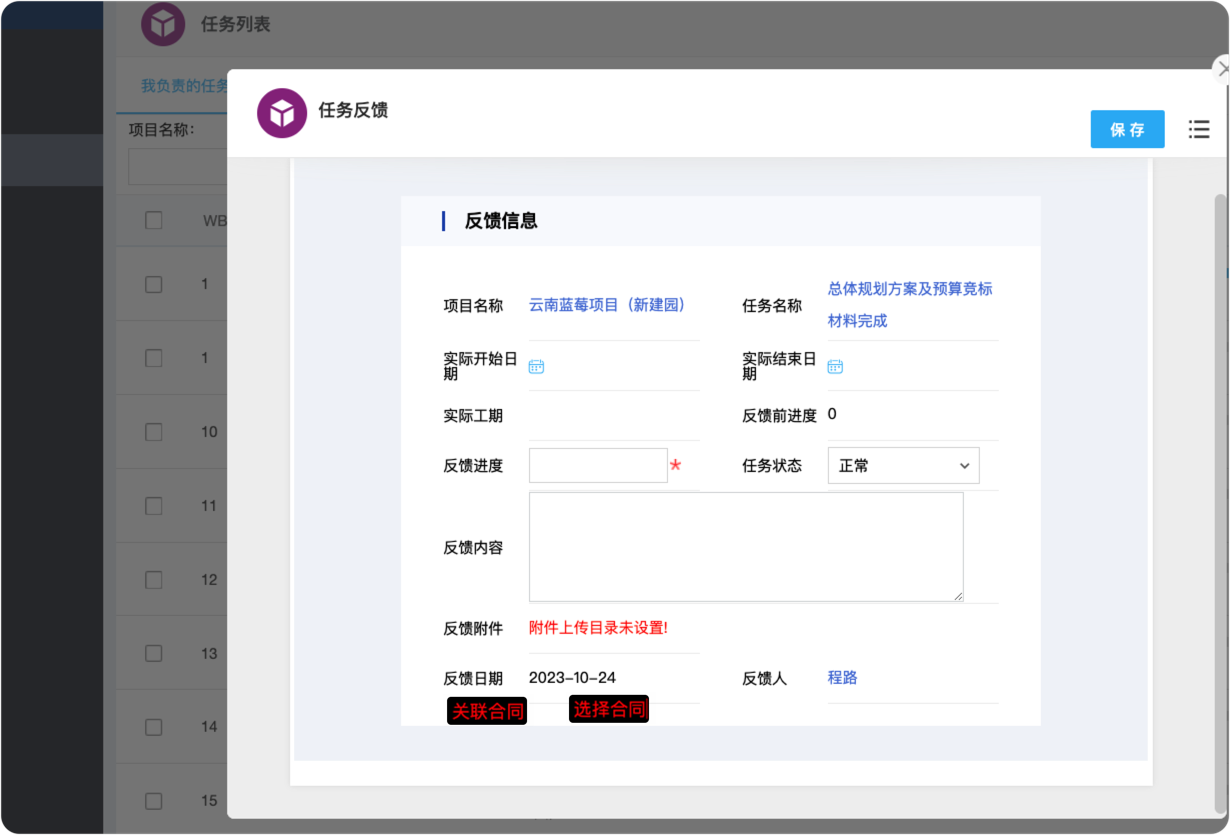 任务列表
我负责的任务
任务反馈
保存
项目名称:
WB
1
1
10
11
12
13
14
15
反馈信息
项目名称 云南蓝莓项目（新建园） 任务名称 总体规划方案及预算竞标
材料完成
实际开始日
期
实际结束日
期
实际工期 反馈前进度 0
反馈进度 * 任务状态 正常
反馈内容
反馈附件 附件上传目录未设置!
反馈日期 2023-10-24 反馈人 程路
关联合同 选择合同